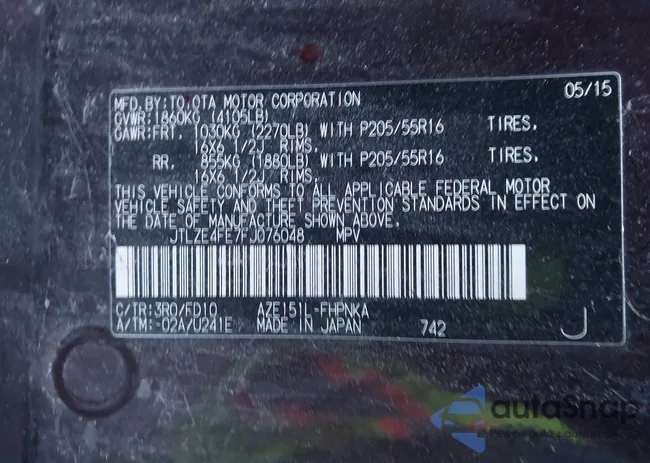 MFD.BY:TOYOTA MOTOR CORPORATION 05/15
GVWR:1860KG (4105LB)
GAWR:FRT. 1030KG (2270LB) WITH P205/55R16 TIRES.
16X6 1/2J RIMS.
RR. 855KG (1880LB) WITH P205/55R16 TIRES.
16X6 1/2J RIMS.
THIS VEHICLE CONFORMS TO ALL APPLICABLE FEDERAL MOTOR
VEHICLE SAFETY AND THEFT PREVENTION STANDARDS IN EFFECT ON
THE DATE OF MANUFACTURE SHOWN ABOVE.
JTLZE4FE7FJ076048 MPV
C/TR:3R0/FD10 AZE151L-FHPNKA
A/TM:-02A/U241E MADE IN JAPAN 742 J
autoSnap